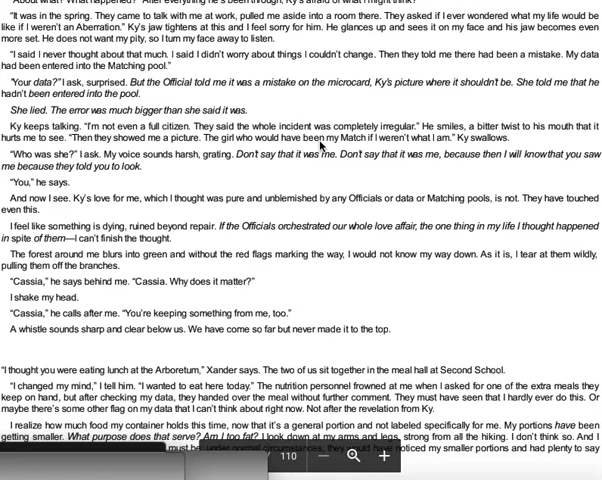 "It was in the spring. They came to talk with me at work, pulled me aside into a room there. They asked if I ever wondered what my life would be
like if I weren't an Aberration." Ky's jaw tightens at this and I feel sorry for him. He glances up and sees it on my face and his jaw becomes even
more set. He does not want my pity, so I turn my face away to listen.
"I said I never thought about that much. I said I didn't worry about things I couldn't change. Then they told me there had been a mistake. My data
had been entered into the Matching pool."
"Your data?" I ask, surprised. But the Official told me it was a mistake on the microcard, Ky's picture where it shouldn't be. She told me that he
hadn't been entered into the pool.
She lied. The error was much bigger than she said it was.
Ky keeps talking. "I'm not even a full citizen. They said the whole incident was completely irregular." He smiles, a bitter twist to his mouth that it
hurts me to see. "Then they showed me a picture. The girl who would have been my Match if I weren't what I am." Ky swallows.
"Who was she?" I ask. My voice sounds harsh, grating. Don't say that it was me. Don't say that it was me, because then I will know that you saw
me because they told you to look.
"You," he says.
And now I see. Ky's love for me, which I thought was pure and unblemished by any Officials or data or Matching pools, is not. They have touched
even this.
I feel like something is dying, ruined beyond repair. If the Officials orchestrated our whole love affair, the one thing in my life I thought happened
in spite of them—I can't finish the thought.
The forest around me blurs into green and without the red flags marking the way, I would not know my way down. As it is, I tear at them wildly,
pulling them off the branches.
"Cassia," he says behind me. "Cassia. Why does it matter?"
I shake my head.
"Cassia," he calls after me. "You're keeping something from me, too."
A whistle sounds sharp and clear below us. We have come so far but never made it to the top.
"I thought you were eating lunch at the Arboretum," Xander says. The two of us sit together in the meal hall at Second School.
"I changed my mind," I tell him. "I wanted to eat here today." The nutrition personnel frowned at me when I asked for one of the extra meals they
keep on hand, but after checking my data, they handed over the meal without further comment. They must have seen that I hardly ever do this. Or
maybe there's some other flag on my data that I can't think about right now. Not after the revelation from Ky.
I realize how much food my container holds this time, now that it's a general portion and not labeled specifically for me. My portions have been
getting smaller. What purpose does that serve? Am I too fat? I look down at my arms and legs, strong from all the hiking. I don't think so. And I
must be under normal circumstances, they would have noticed my smaller portions and had plenty to say
110